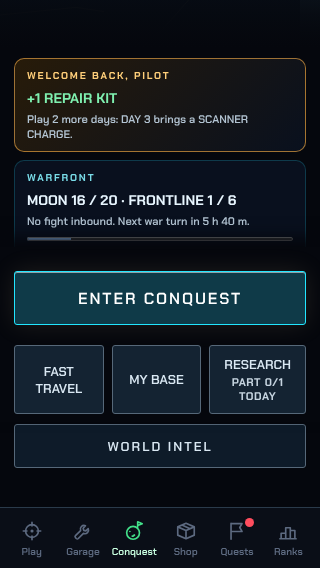 WELCOME BACK, PILOT
+1 REPAIR KIT
Play 2 more days: DAY 3 brings a SCANNER
CHARGE.
WARFRONT
MOON 16 / 20 · FRONTLINE 1 / 6
No fight inbound. Next war turn in 5 h 40 m.
ENTER CONQUEST
FAST
TRAVEL
MY BASE
RESEARCH
PART 0/1
TODAY
WORLD INTEL
Play
Garage
Conquest
Shop
Quests
Ranks